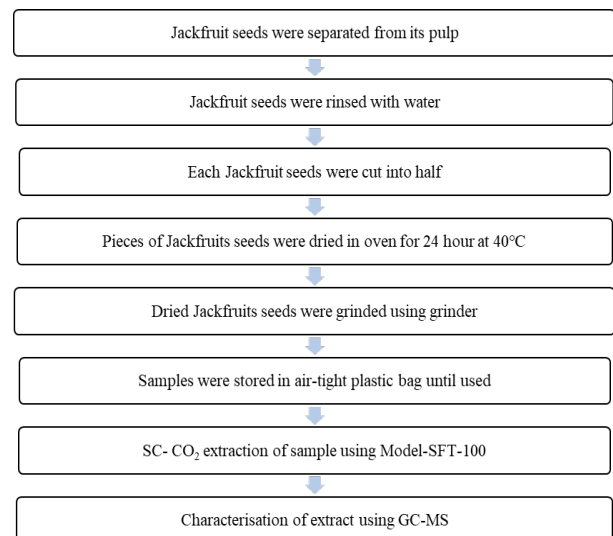 Jackfruit seeds were separated from its pulp
Jackfruit seeds were rinsed with water
Each Jackfruit seeds were cut into half
Pieces of Jackfruits seeds were dried in oven for 24 hour at 40℃
Dried Jackfruits seeds were grinded using grinder
Samples were stored in air-tight plastic bag until used
SC- CO₂ extraction of sample using Model-SFT-100
Characterisation of extract using GC-MS